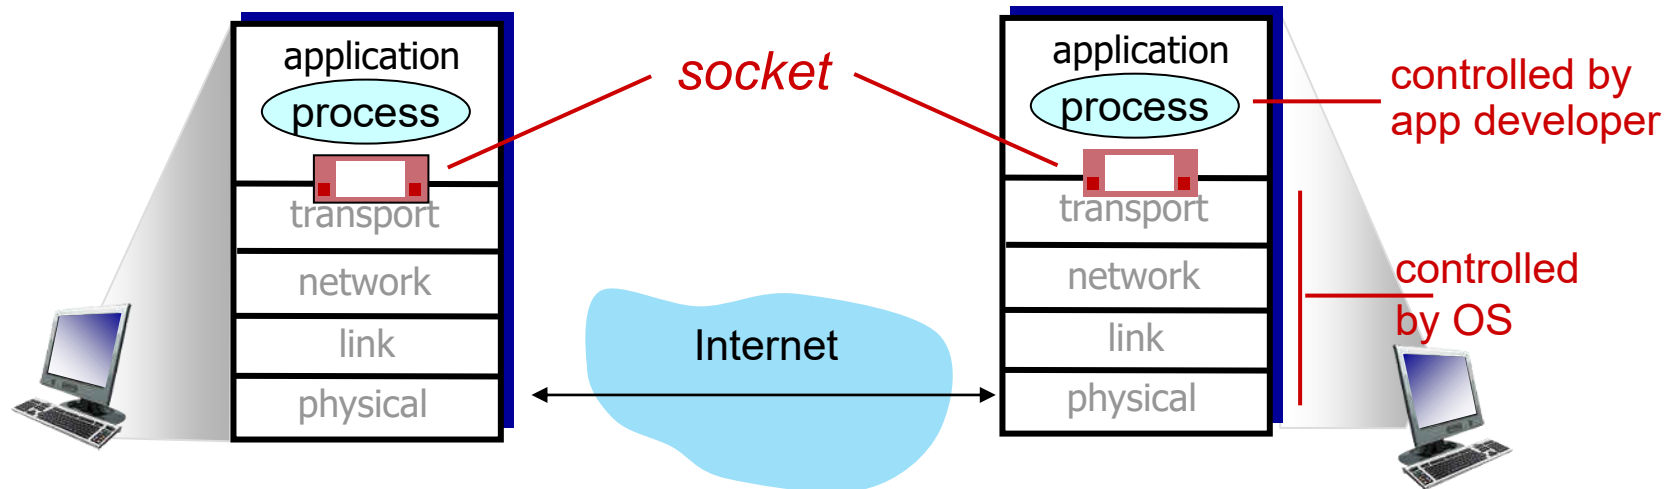 application
process
transport
network
link
physical
socket
Internet
application
process
transport
network
link
physical
controlled by
app developer
controlled
by OS